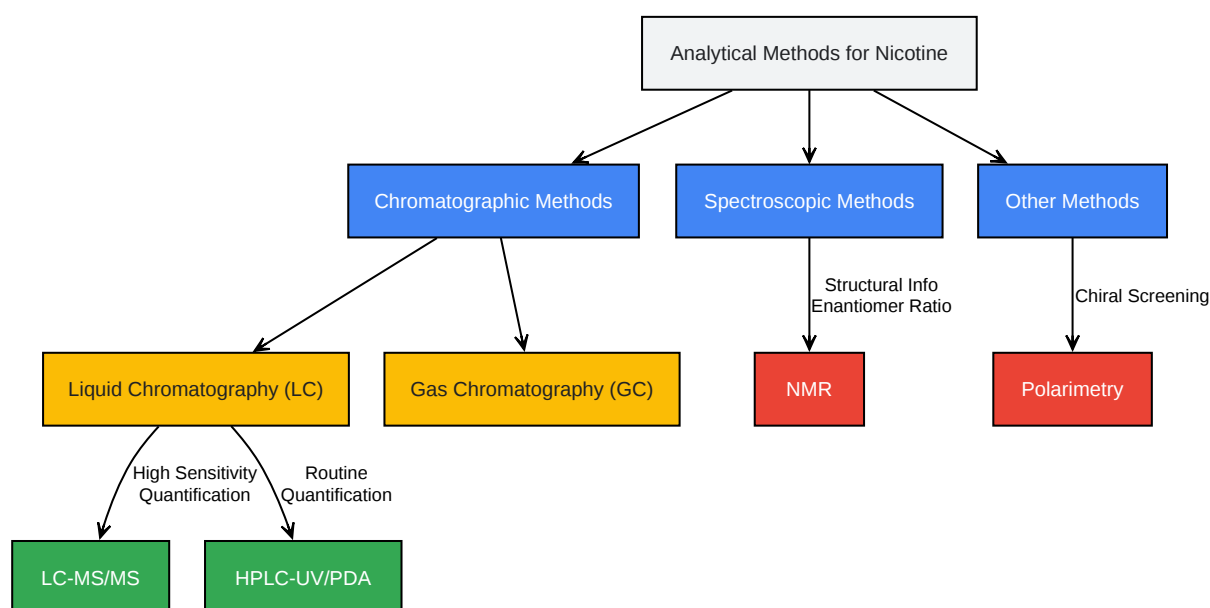 Analytical Methods for Nicotine
Chromatographic Methods
Spectroscopic Methods
Other Methods
Structural Info
Enantiomer Ratio
Chiral Screening
Liquid Chromatography (LC)
Gas Chromatography (GC)
NMR
Polarimetry
High Sensitivity
Quantification
Routine
Quantification
LC-MS/MS
HPLC-UV/PDA